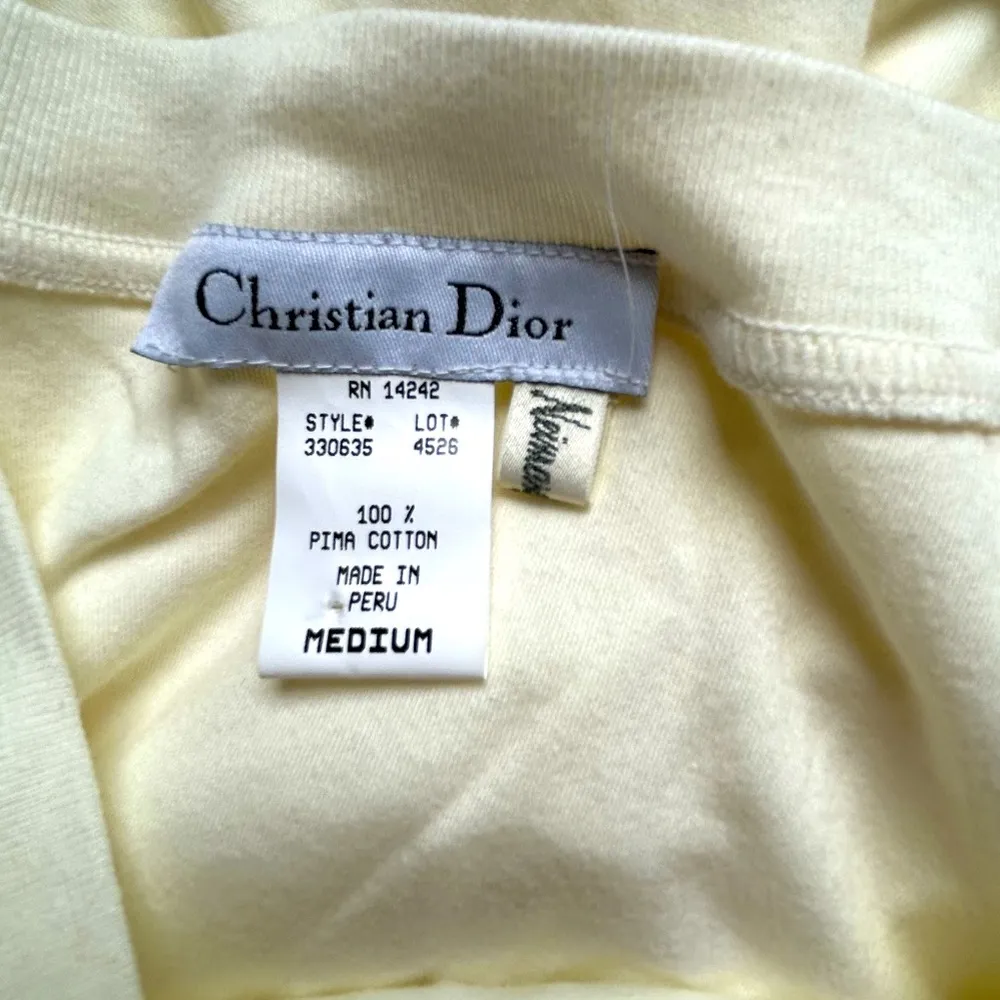 Christian Dior
RN 14242
STYLE# LOT#
330635 4526
100 %
PIMA COTTON
MADE IN
PERU
MEDIUM